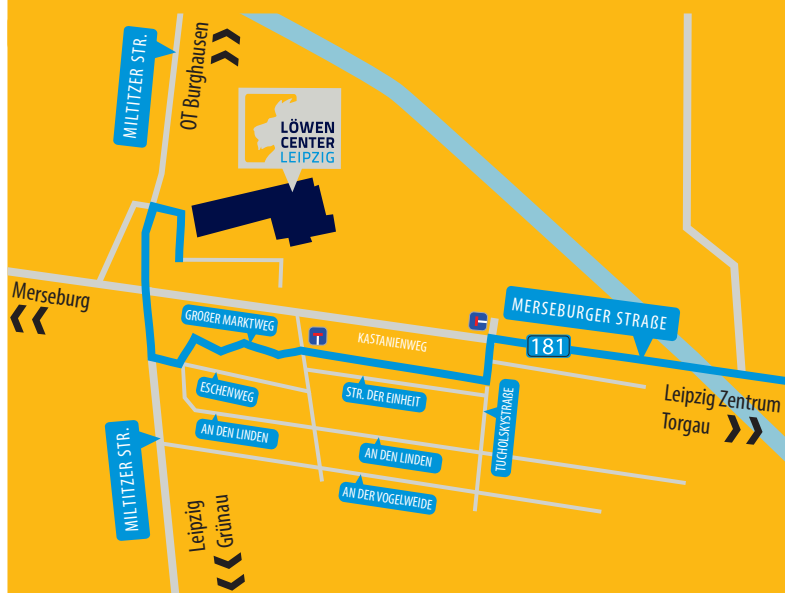 MILTITZER STR.
OT Burghausen
LÖWEN
CENTER
LEIPZIG
Merseburg
MERSEBURGER STRAẞE
181
GROẞER MARKTWEG
KASTANIENWEG
ESCHENWEG
STR. DER EINHEIT
TUCHOLSKYSTRAẞE
Leipzig Zentrum
Torgau
AN DEN LINDEN
AN DEN LINDEN
AN DER VOGELWEIDE
MILTITZER STR.
Leipzig
Grünau